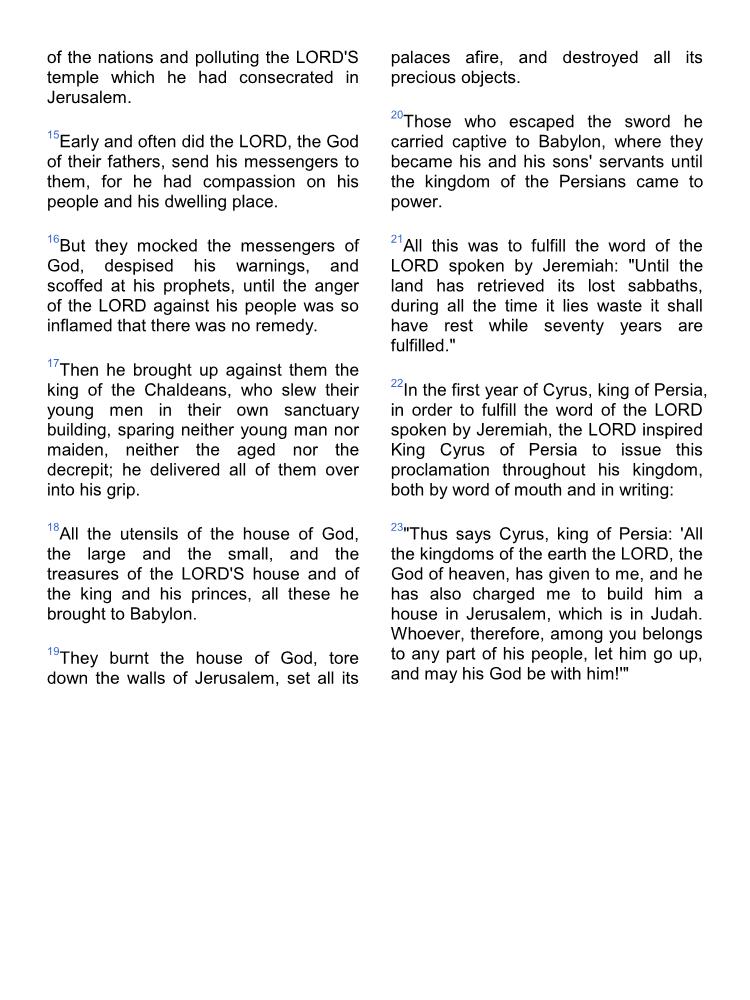 of the nations and polluting the LORD'S
temple which he had consecrated in
Jerusalem.
15Early and often did the LORD, the God
of their fathers, send his messengers to
them, for he had compassion on his
people and his dwelling place.
16But they mocked the messengers of
God, despised his warnings, and
scoffed at his prophets, until the anger
of the LORD against his people was so
inflamed that there was no remedy.
17Then he brought up against them the
king of the Chaldeans, who slew their
young men in their own sanctuary
building, sparing neither young man nor
maiden, neither the aged nor the
decrepit; he delivered all of them over
into his grip.
18All the utensils of the house of God,
the large and the small, and the
treasures of the LORD'S house and of
the king and his princes, all these he
brought to Babylon.
19They burnt the house of God, tore
down the walls of Jerusalem, set all its
palaces afire, and destroyed all its
precious objects.
20Those who escaped the sword he
carried captive to Babylon, where they
became his and his sons' servants until
the kingdom of the Persians came to
power.
21All this was to fulfill the word of the
LORD spoken by Jeremiah: "Until the
land has retrieved its lost sabbaths,
during all the time it lies waste it shall
have rest while seventy years are
fulfilled."
22In the first year of Cyrus, king of Persia,
in order to fulfill the word of the LORD
spoken by Jeremiah, the LORD inspired
King Cyrus of Persia to issue this
proclamation throughout his kingdom,
both by word of mouth and in writing:
23"Thus says Cyrus, king of Persia: 'All
the kingdoms of the earth the LORD, the
God of heaven, has given to me, and he
has also charged me to build him a
house in Jerusalem, which is in Judah.
Whoever, therefore, among you belongs
to any part of his people, let him go up,
and may his God be with him!'"